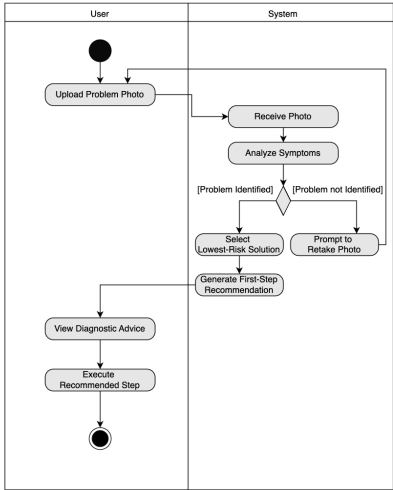 User
System
Upload Problem Photo
Receive Photo
Analyze Symptoms
[Problem Identified]
[Problem not Identified]
Select
Lowest-Risk Solution
Prompt to
Retake Photo
Generate First-Step
Recommendation
View Diagnostic Advice
Execute
Recommended Step